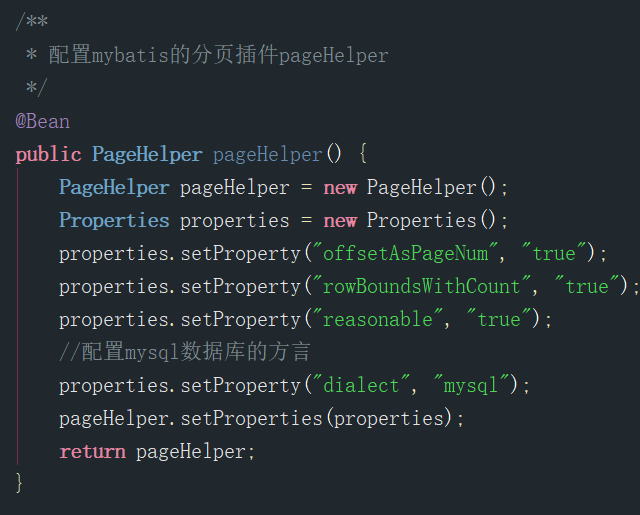 /**
 * 配置mybatis的分页插件pageHelper
 */
@Bean
public PageHelper pageHelper() {
    PageHelper pageHelper = new PageHelper();
    Properties properties = new Properties();
    properties.setProperty("offsetAsPageNum", "true");
    properties.setProperty("rowBoundsWithCount", "true");
    properties.setProperty("reasonable", "true");
    //配置mysql数据库的方言
    properties.setProperty("dialect", "mysql");
    pageHelper.setProperties(properties);
    return pageHelper;
}